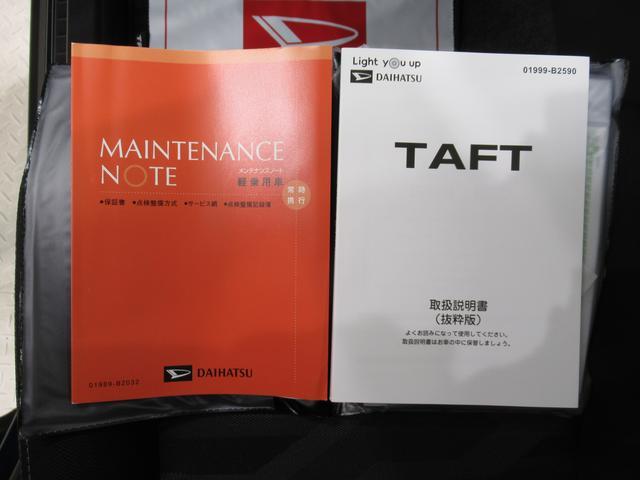 MAINTENANCE
NOTE
メンテナンスノート
軽乗用車
常時
携行
●保証書 ●点検整備方式 ●サービス網 ●点検整備記録簿
DAIHATSU
01999-B2032
Light you up
DAIHATSU
01999-B2590
TAFT
取扱説明書
(抜粋版)
よくお読みになって使用してください。
取扱説明書はお車の中に保管しましょう。